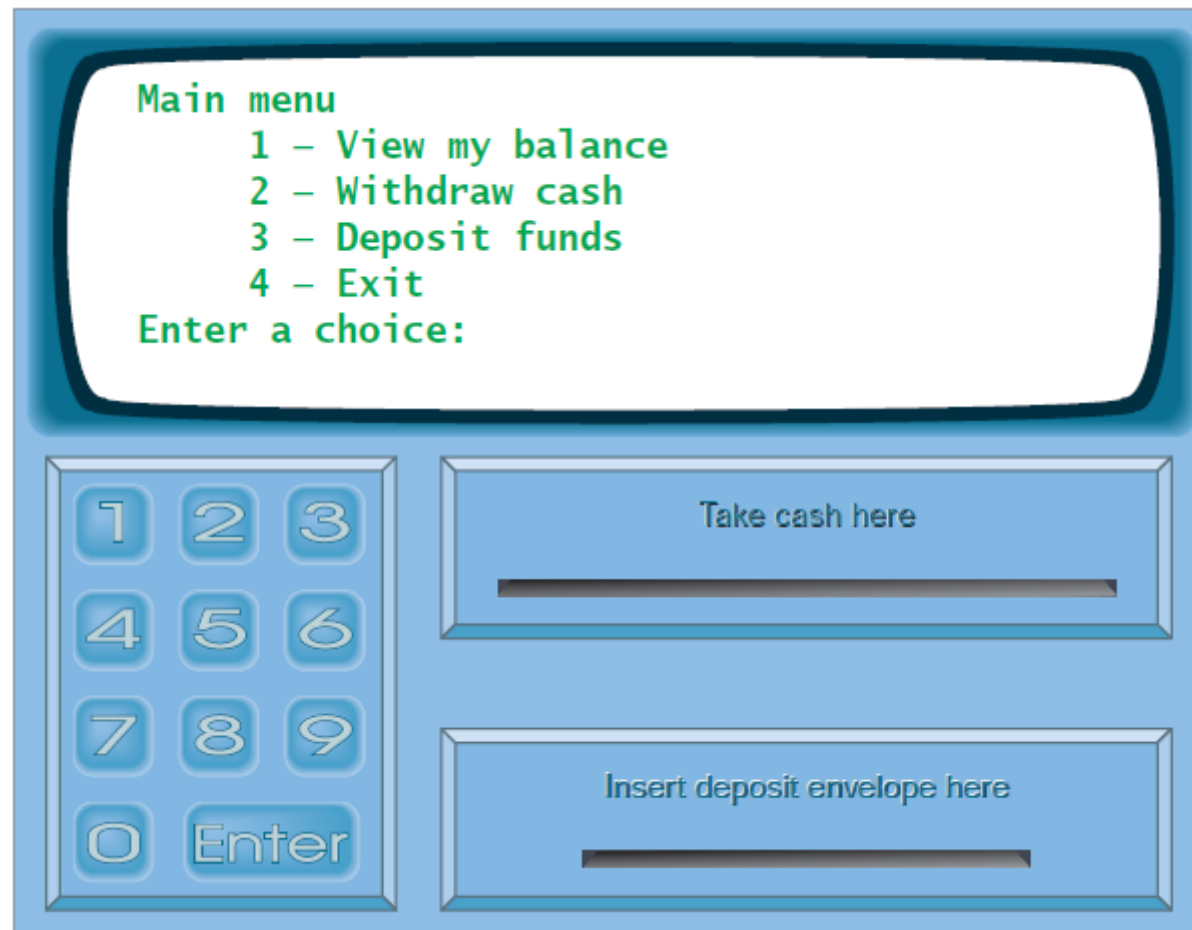 Main menu
1 – View my balance
2 – Withdraw cash
3 – Deposit funds
4 – Exit
Enter a choice:
1 2 3
4 5 6
7 8 9
0 Enter
Take cash here
Insert deposit envelope here